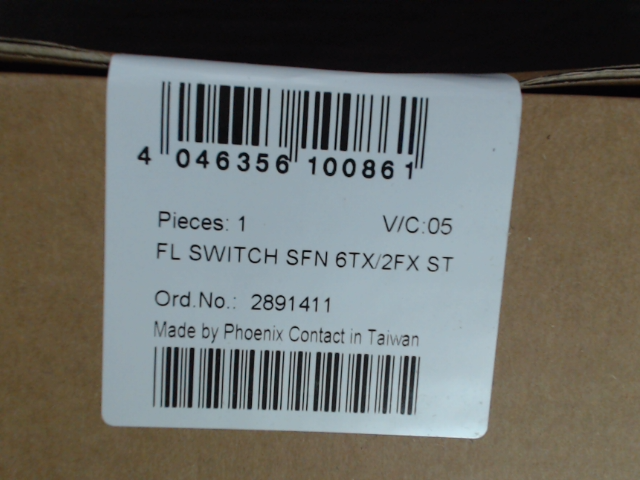 4 046356 100861
Pieces: 1 V/C:05
FL SWITCH SFN 6TX/2FX ST
Ord.No.: 2891411
Made by Phoenix Contact in Taiwan